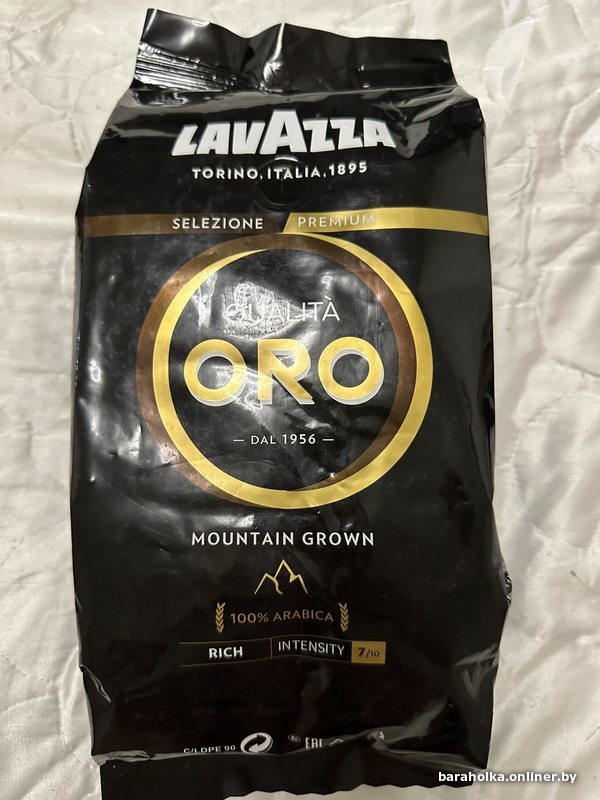 LAVAZZA
TORINO, ITALIA, 1895
SELEZIONE PREMIUM
QUALITÀ
ORO
— DAL 1956 —
MOUNTAIN GROWN
100% ARABICA
RICH INTENSITY 7/10
C/LDPE 90 EAC
baraholka.onliner.by